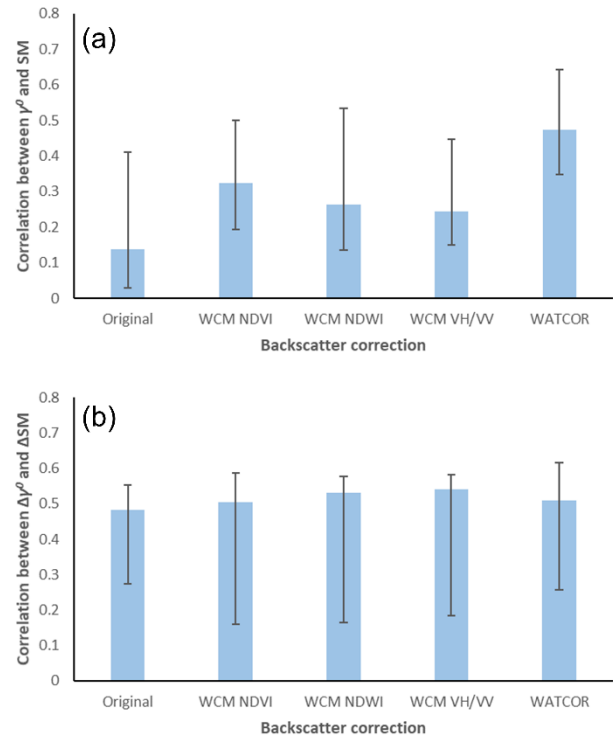 (a)
Correlation between γ⁰ and SM
0.8
0.7
0.6
0.5
0.4
0.3
0.2
0.1
0
Original WCM NDVI WCM NDWI WCM VH/VV WATCOR
Backscatter correction
(b)
Correlation between Δγ⁰ and ΔSM
0.8
0.7
0.6
0.5
0.4
0.3
0.2
0.1
0
Original WCM NDVI WCM NDWI WCM VH/VV WATCOR
Backscatter correction